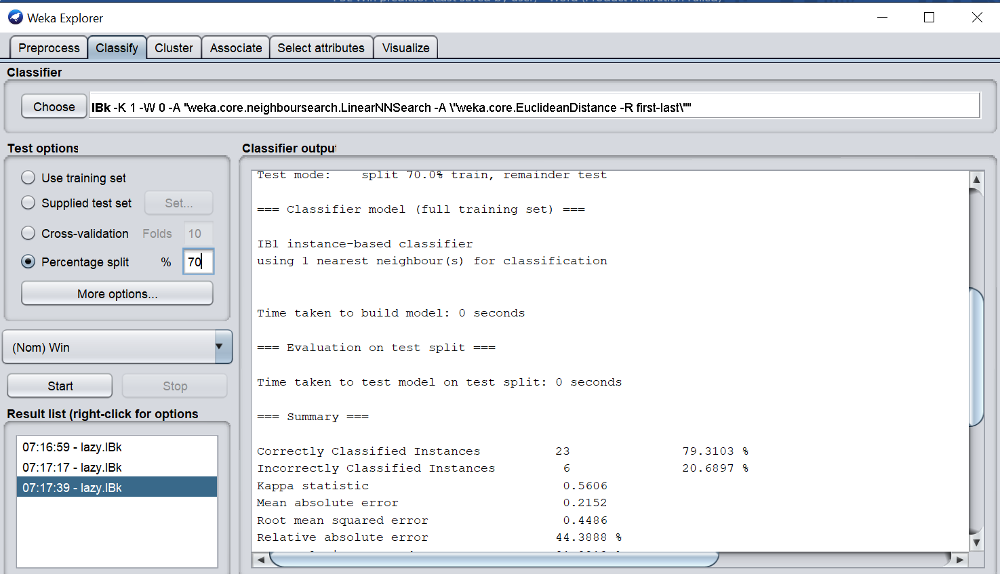 Weka Explorer
Preprocess Classify Cluster Associate Select attributes Visualize
Classifier
Choose IBk -K 1 -W 0 -A "weka.core.neighboursearch.LinearNNSearch -A \"weka.core.EuclideanDistance -R first-last\""
Test options
Use training set
Supplied test set Set...
Cross-validation Folds 10
Percentage split % 70
More options...
(Nom) Win
Start Stop
Result list (right-click for options
07:16:59 - lazy.IBk
07:17:17 - lazy.IBk
07:17:39 - lazy.IBk
Classifier output
Test mode: split 70.0% train, remainder test
=== Classifier model (full training set) ===
IB1 instance-based classifier
using 1 nearest neighbour(s) for classification
Time taken to build model: 0 seconds
=== Evaluation on test split ===
Time taken to test model on test split: 0 seconds
=== Summary ===
Correctly Classified Instances 23 79.3103 %
Incorrectly Classified Instances 6 20.6897 %
Kappa statistic 0.5606
Mean absolute error 0.2152
Root mean squared error 0.4486
Relative absolute error 44.3888 %